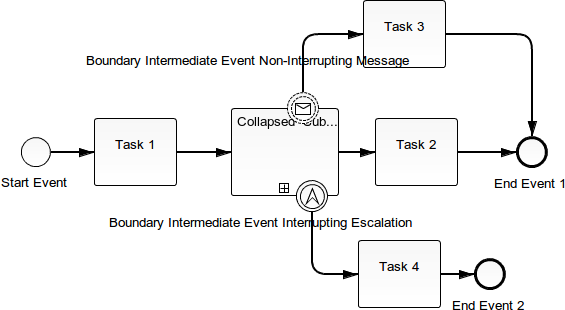 Task 3
Boundary Intermediate Event Non-Interrupting Message
Collapsed Sub...
Task 1
Task 2
Start Event
End Event 1
Boundary Intermediate Event Interrupting Escalation
Task 4
End Event 2